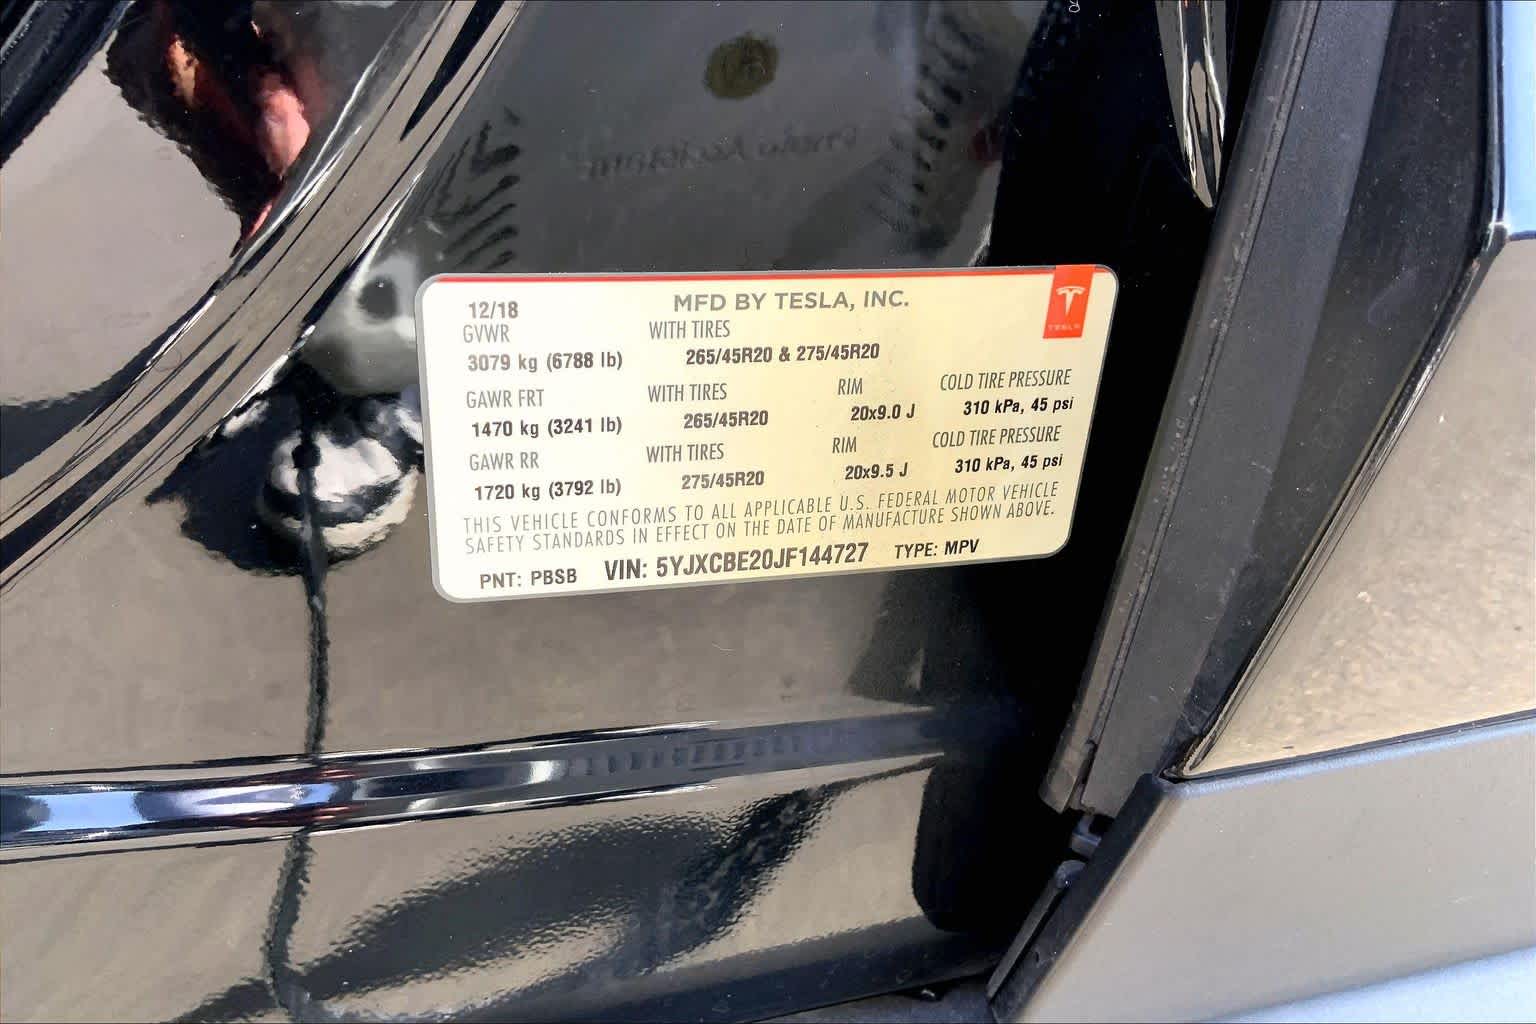 12/18 MFD BY TESLA, INC.
TESLA
GVWR WITH TIRES
3079 kg (6788 lb) 265/45R20 & 275/45R20
GAWR FRT WITH TIRES RIM COLD TIRE PRESSURE
1470 kg (3241 lb) 265/45R20 20x9.0 J 310 kPa, 45 psi
GAWR RR WITH TIRES RIM COLD TIRE PRESSURE
1720 kg (3792 lb) 275/45R20 20x9.5 J 310 kPa, 45 psi
THIS VEHICLE CONFORMS TO ALL APPLICABLE U.S. FEDERAL MOTOR VEHICLE
SAFETY STANDARDS IN EFFECT ON THE DATE OF MANUFACTURE SHOWN ABOVE.
PNT: PBSB VIN: 5YJXCBE20JF144727 TYPE: MPV